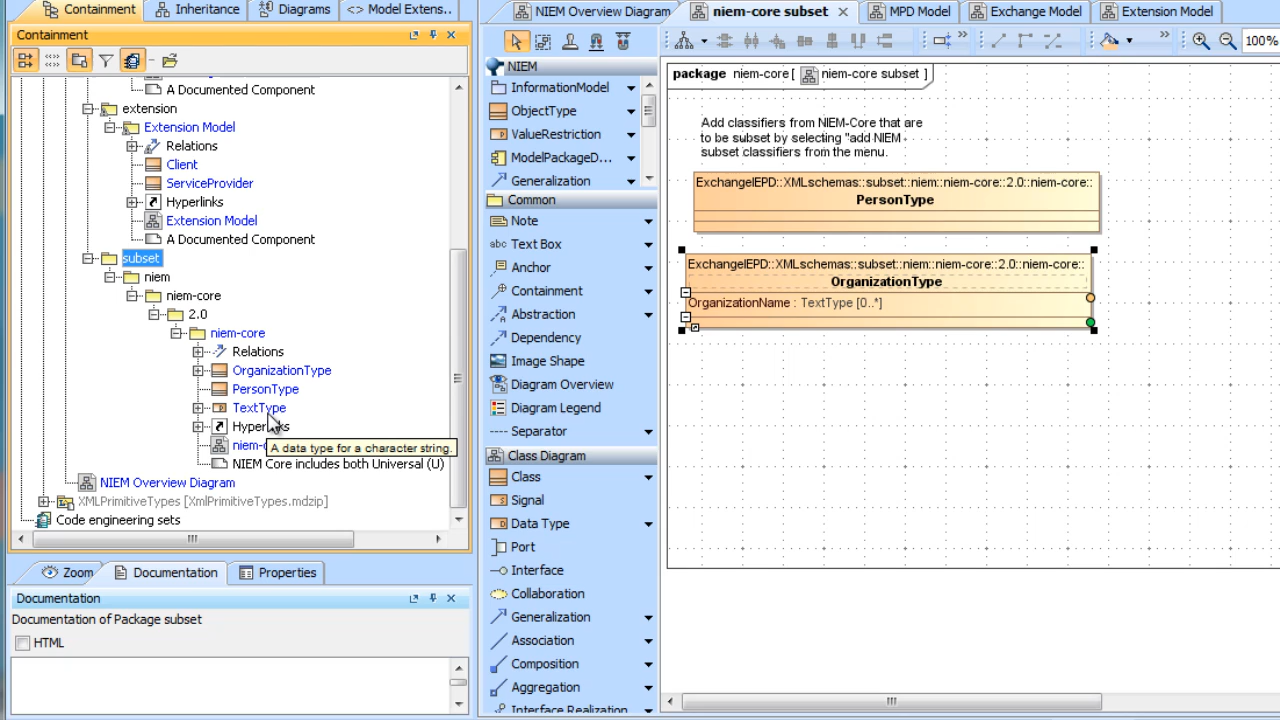 Containment
Inheritance
Diagrams
<> Model Extens..
Containment
A Documented Component
extension
Extension Model
Relations
Client
ServiceProvider
Hyperlinks
Extension Model
A Documented Component
subset
niem
niem-core
2.0
niem-core
Relations
OrganizationType
PersonType
TextType
Hyperlinks
niem-c
A data type for a character string.
NIEM Core includes both Universal (U)
NIEM Overview Diagram
XMLPrimitiveTypes [XmlPrimitiveTypes.mdzip]
Code engineering sets
Zoom
Documentation
Properties
Documentation
Documentation of Package subset
HTML
NIEM Overview Diagram
niem-core subset
MPD Model
Exchange Model
Extension Model
100%
NIEM
InformationModel
ObjectType
ValueRestriction
ModelPackageD...
Generalization
Common
Note
abc Text Box
Anchor
Containment
Abstraction
Dependency
Image Shape
Diagram Overview
Diagram Legend
Separator
Class Diagram
Class
Signal
Data Type
Port
Interface
Collaboration
Generalization
Association
Composition
Aggregation
Interface Realization
package niem-core [ niem-core subset ]
Add classifiers from NIEM-Core that are
to be subset by selecting "add NIEM
subset classifiers from the menu.
ExchangeIEPD::XMLschemas::subset::niem::niem-core::2.0::niem-core::
PersonType
ExchangeIEPD::XMLschemas::subset::niem::niem-core::2.0::niem-core::
OrganizationType
OrganizationName : TextType [0..*]